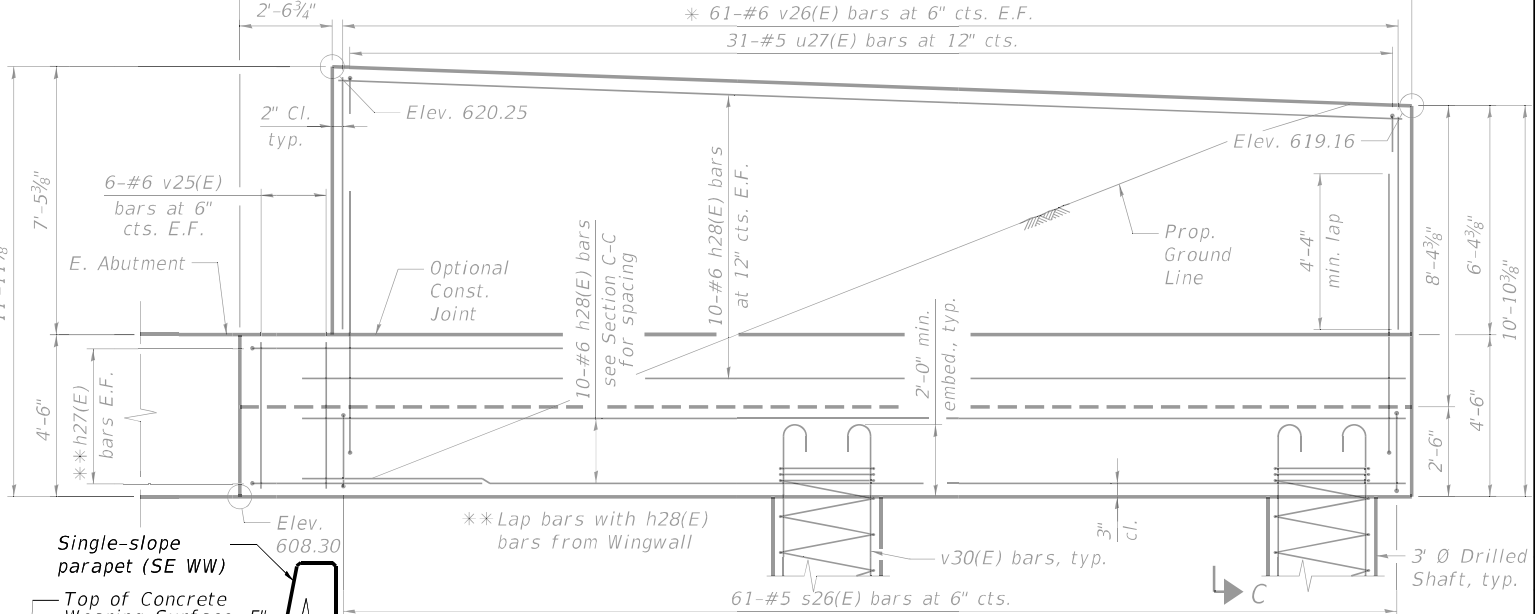 2'-6¾"
✳ 61-#6 v26(E) bars at 6" cts. E.F.
31-#5 u27(E) bars at 12" cts.
2" Cl.
typ.
Elev. 620.25
Elev. 619.16
7'-5⅜"
6-#6 v25(E)
bars at 6"
cts. E.F.
E. Abutment
Optional
Const.
Joint
10-#6 h28(E) bars
see Section C-C
for spacing
10-#6 h28(E) bars
at 12" cts. E.F.
Prop.
Ground
Line
4'-4"
min. lap
8'-4⅜"
6'-4⅜"
10'-10⅜"
4'-6"
✳✳h27(E)
bars E.F.
2'-0" min.
embed., typ.
2'-6"
4'-6"
Elev.
608.30
✳✳Lap bars with h28(E)
bars from Wingwall
3"
cl.
v30(E) bars, typ.
3' Ø Drilled
Shaft, typ.
C
61-#5 s26(E) bars at 6" cts.
Single-slope
parapet (SE WW)
Top of Concrete